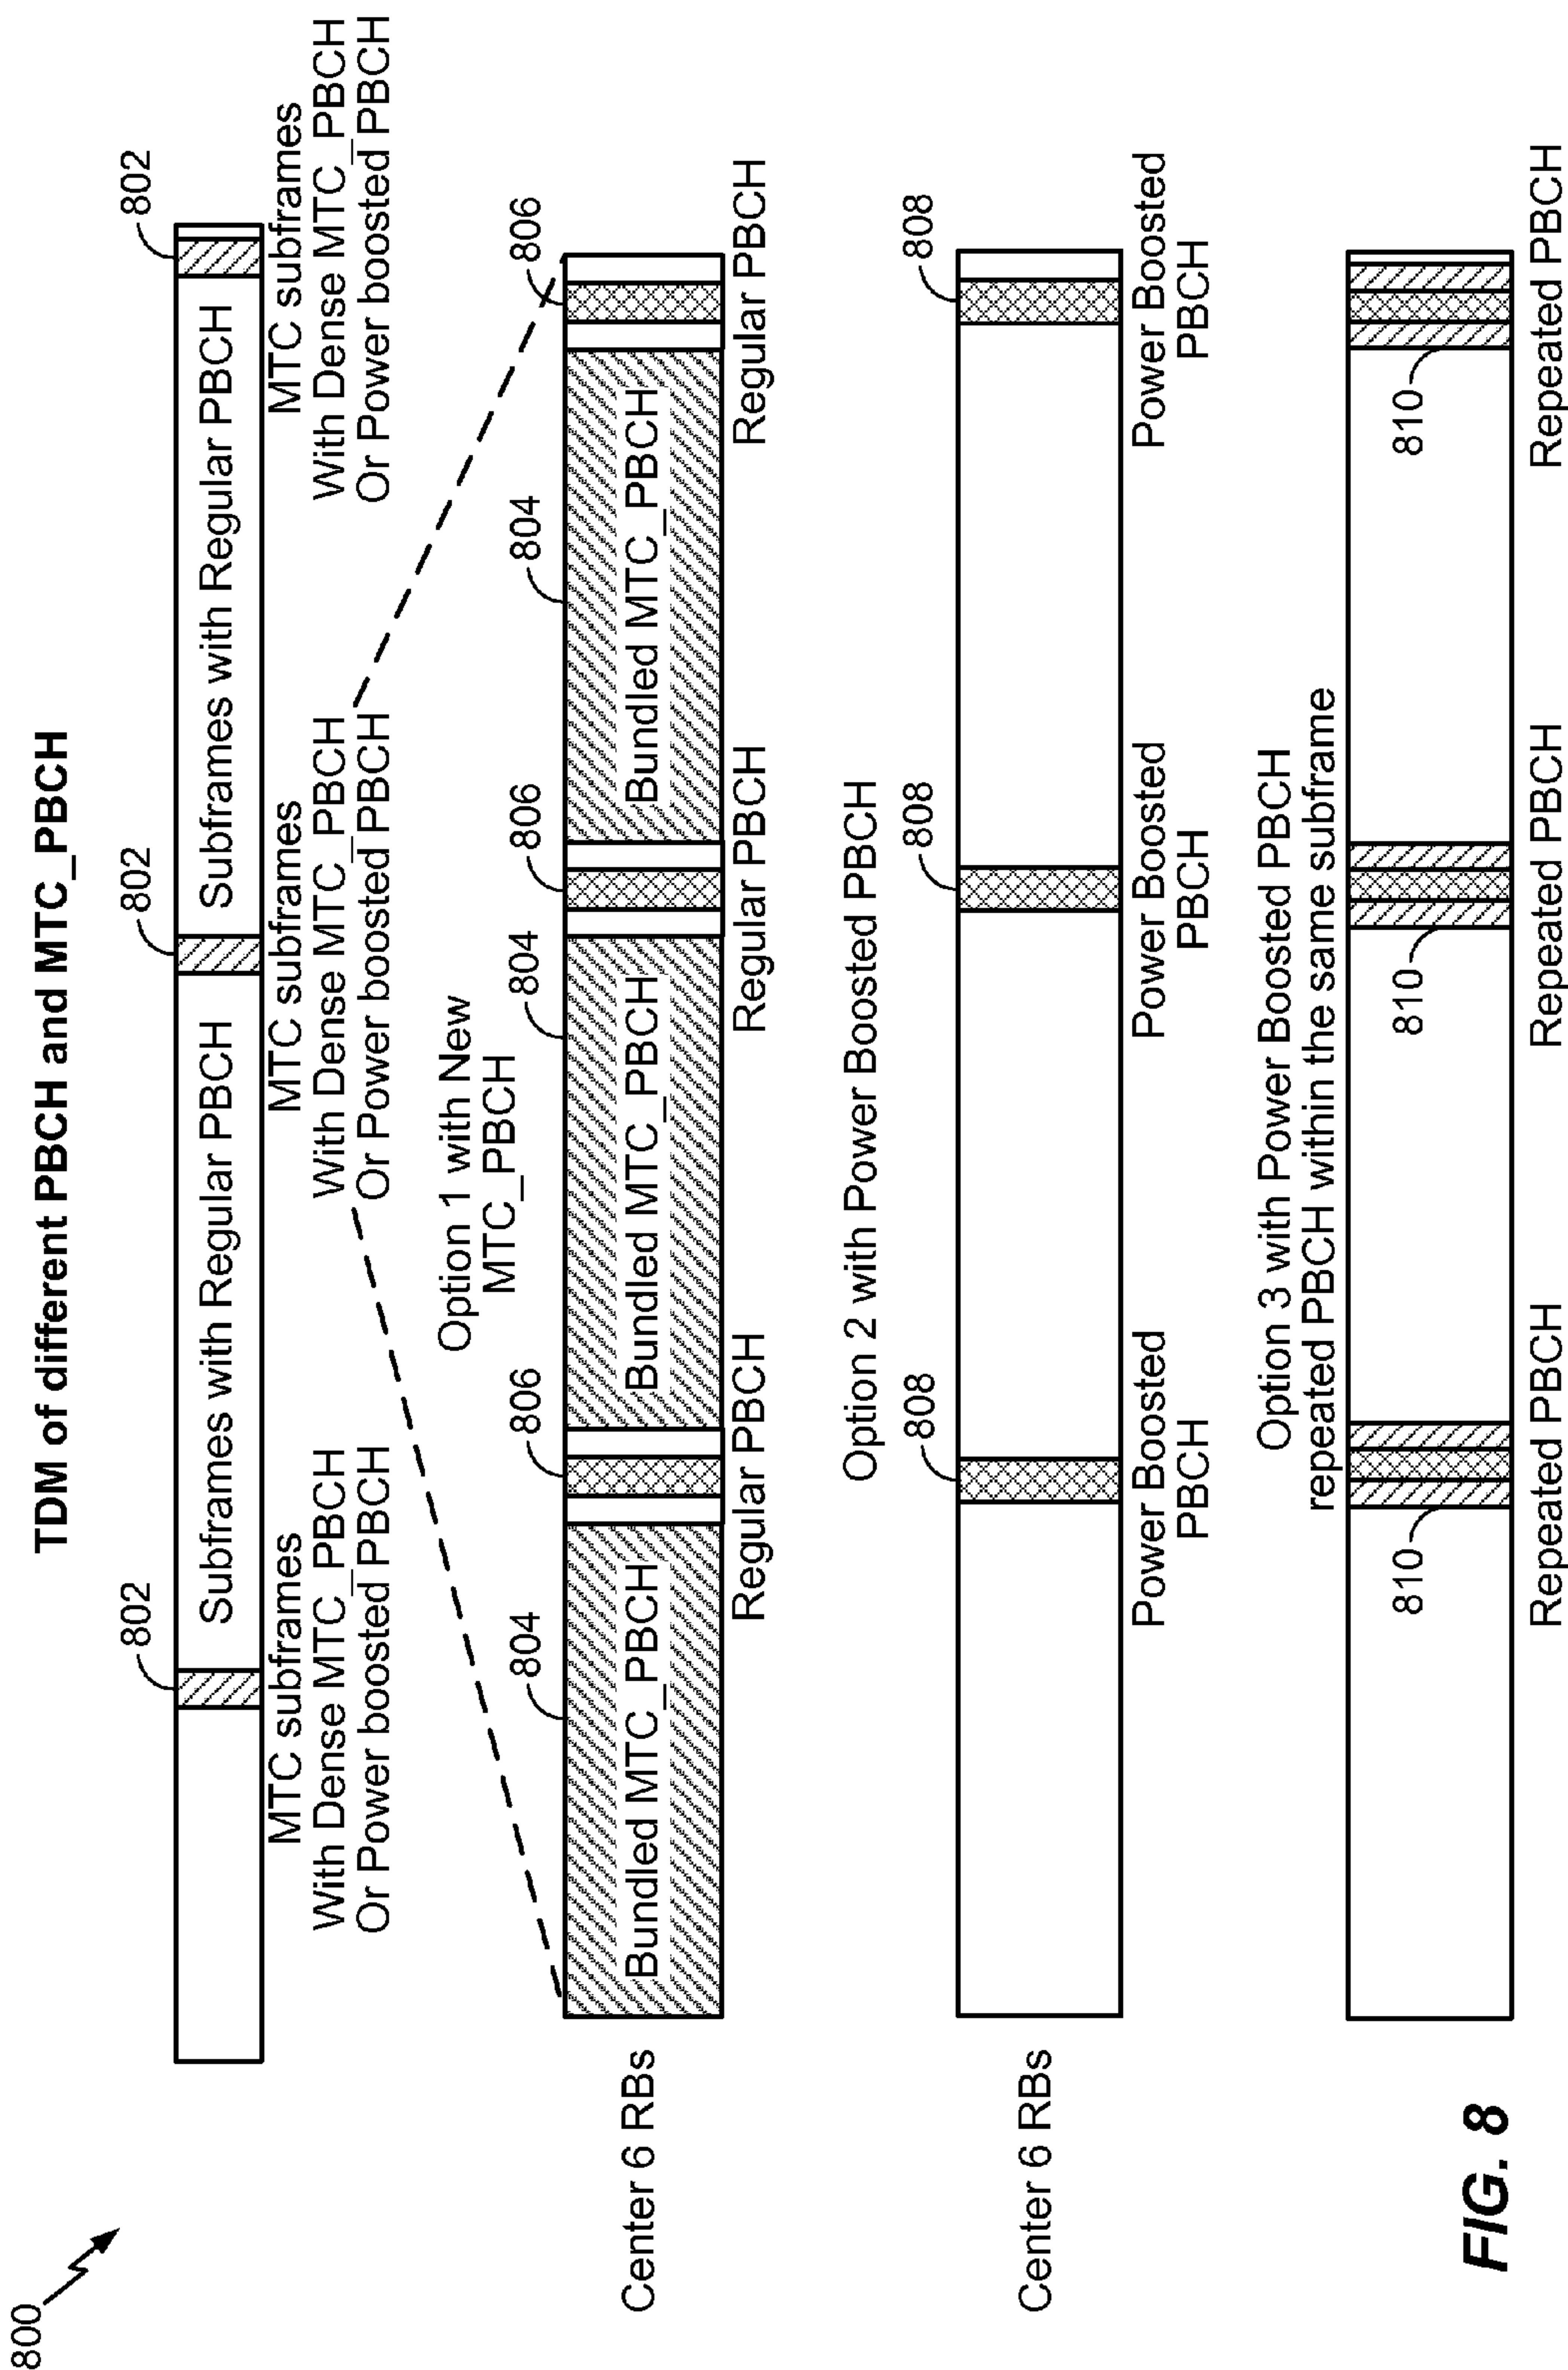 800
TDM of different PBCH and MTC_PBCH
802
802
802
Subframes with Regular PBCH
Subframes with Regular PBCH
MTC subframes
With Dense MTC_PBCH
Or Power boosted PBCH
MTC subframes
With Dense MTC_PBCH
Or Power boosted PBCH
MTC subframes
With Dense MTC_PBCH
Or Power boosted PBCH
Option 1 with New
MTC_PBCH
804
806
804
806
804
806
Center 6 RBs
Bundled MTC_PBCH
Bundled MTC_PBCH
Bundled MTC_PBCH
Regular PBCH
Regular PBCH
Regular PBCH
Option 2 with Power Boosted PBCH
808
808
808
Center 6 RBs
Power Boosted
PBCH
Power Boosted
PBCH
Power Boosted
PBCH
Option 3 with Power Boosted PBCH
repeated PBCH within the same subframe
810
810
810
Repeated PBCH
Repeated PBCH
Repeated PBCH
FIG. 8